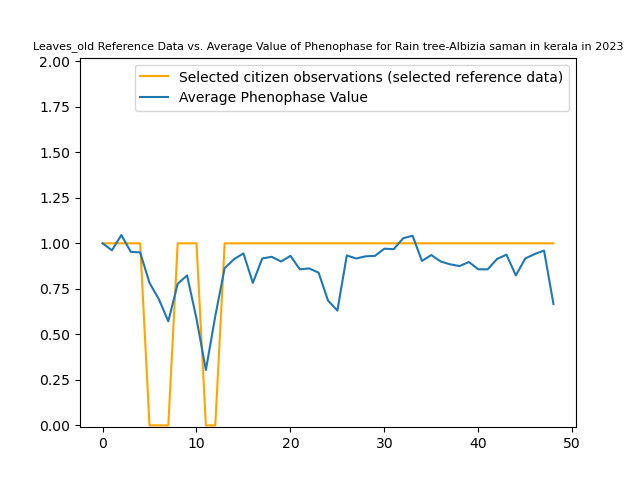 Leaves_old Reference Data vs. Average Value of Phenophase for Rain tree-Albizia saman in kerala in 2023
Selected citizen observations (selected reference data)
Average Phenophase Value
2.00
1.75
1.50
1.25
1.00
0.75
0.50
0.25
0.00
0 10 20 30 40 50